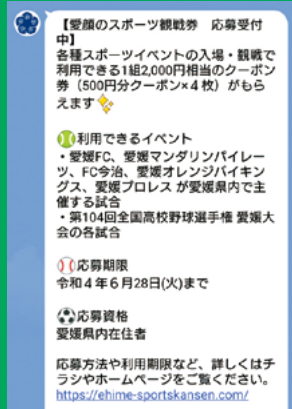 【愛顔のスポーツ観戦券　応募受付
中】
各種スポーツイベントの入場・観戦で
利用できる1組2,000円相当のクーポン
券（500円分クーポン×４枚）がもら
えます✨
🎾利用できるイベント
・愛媛FC、愛媛マンダリンパイレー
ツ、FC今治、愛媛オレンジバイキン
グス、愛媛プロレス が愛媛県内で主
催する試合
・第104回全国高校野球選手権 愛媛大
会の各試合
⚾応募期限
令和４年６月28日(火)まで
⚽応募資格
愛媛県内在住者
応募方法や利用期限など、詳しくはチ
ラシやホームページをご覧ください。
https://ehime-sportskansen.com/